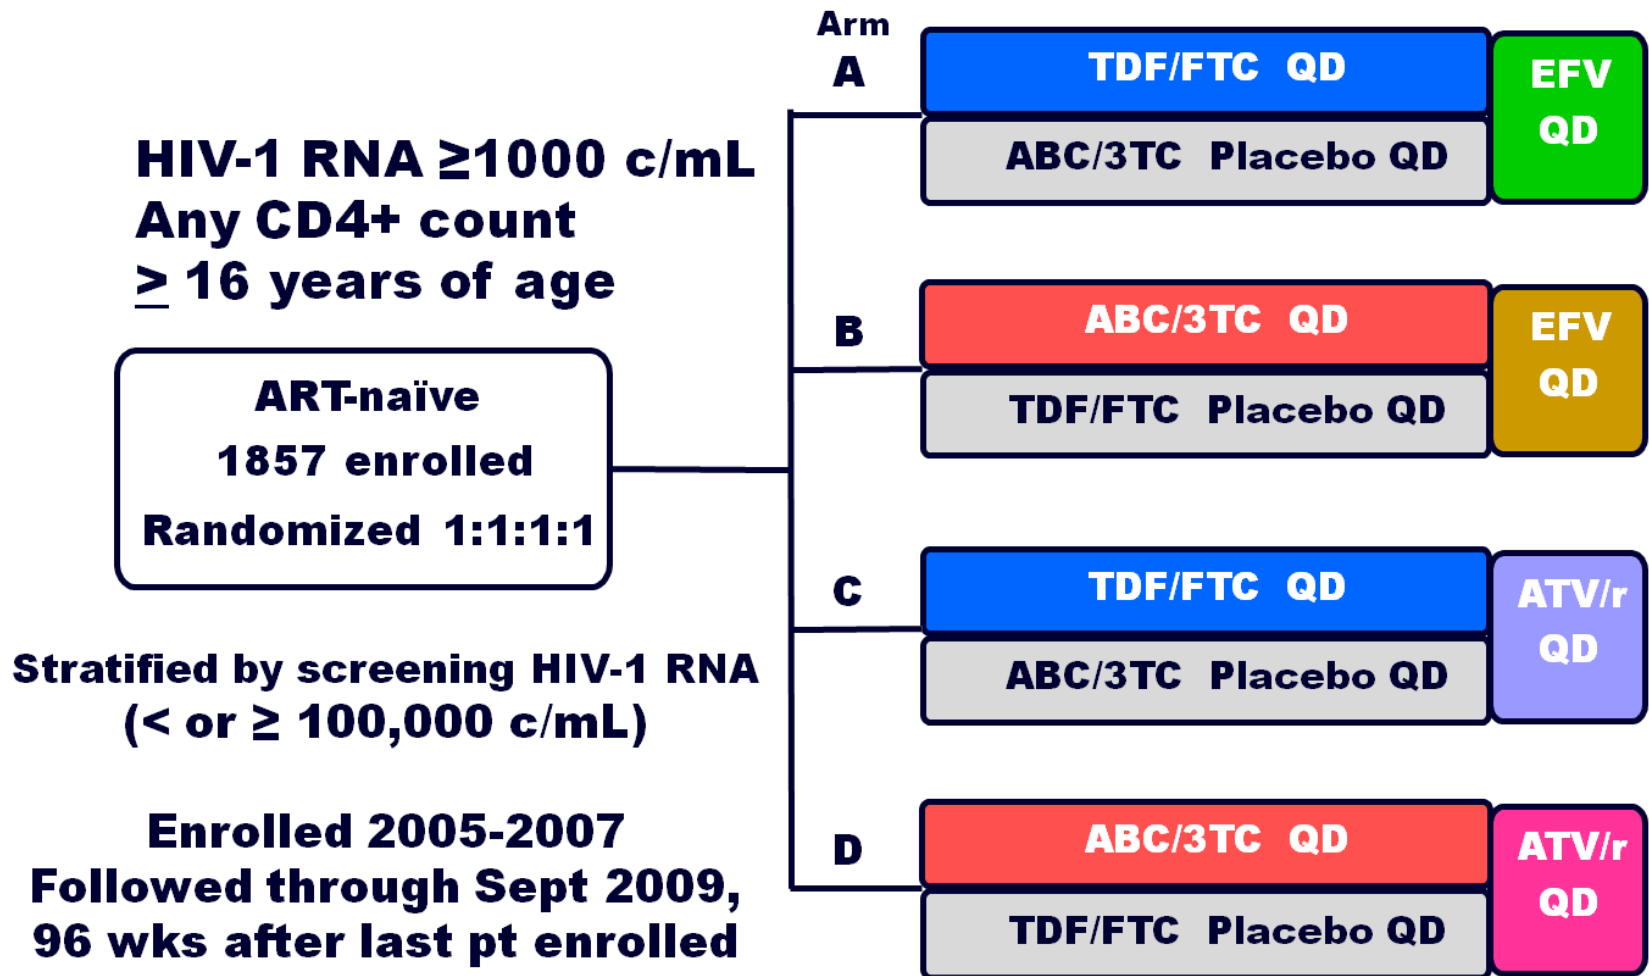 HIV-1 RNA ≥1000 c/mL
Any CD4+ count
≥ 16 years of age
ART-naïve
1857 enrolled
Randomized 1:1:1:1
Stratified by screening HIV-1 RNA
(< or ≥ 100,000 c/mL)
Enrolled 2005-2007
Followed through Sept 2009,
96 wks after last pt enrolled
Arm
A
TDF/FTC QD
ABC/3TC Placebo QD
EFV
QD
B
ABC/3TC QD
TDF/FTC Placebo QD
EFV
QD
C
TDF/FTC QD
ABC/3TC Placebo QD
ATV/r
QD
D
ABC/3TC QD
TDF/FTC Placebo QD
ATV/r
QD